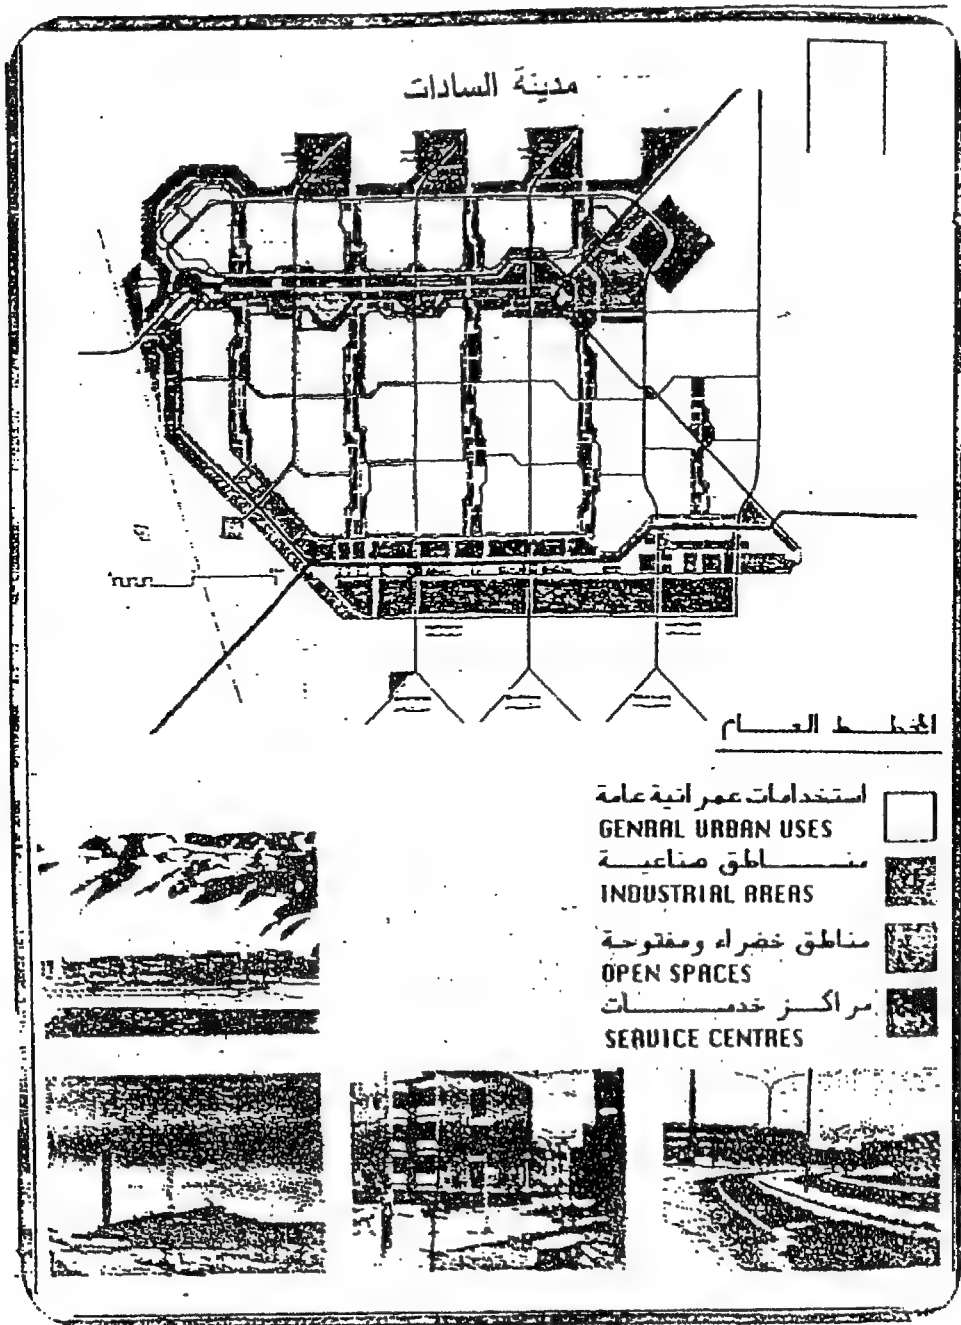 مدينة السادات
المخطط العام
استخدامات عمرانية عامة
GENRAL URBAN USES
مناطق صناعية
INDUSTRIAL AREAS
مناطق خضراء ومفتوحة
OPEN SPACES
مراكز خدمات
SERVICE CENTRES